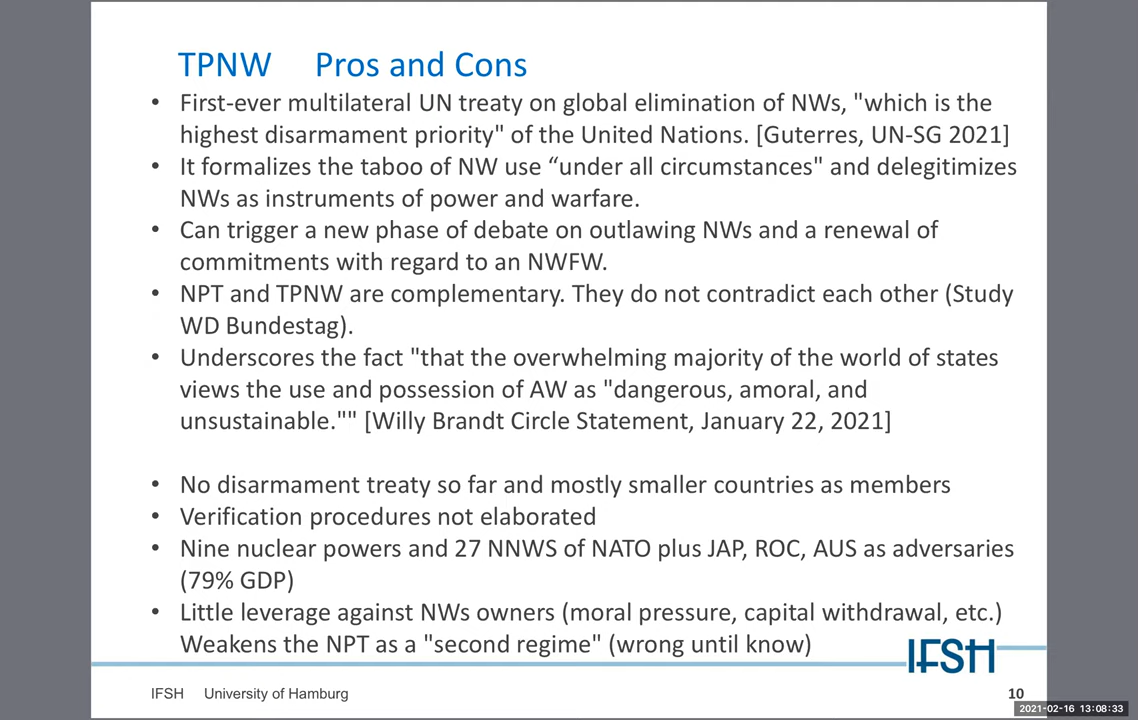 TPNW Pros and Cons
• First-ever multilateral UN treaty on global elimination of NWs, "which is the
highest disarmament priority" of the United Nations. [Guterres, UN-SG 2021]
• It formalizes the taboo of NW use “under all circumstances" and delegitimizes
NWs as instruments of power and warfare.
• Can trigger a new phase of debate on outlawing NWs and a renewal of
commitments with regard to an NWFW.
• NPT and TPNW are complementary. They do not contradict each other (Study
WD Bundestag).
• Underscores the fact "that the overwhelming majority of the world of states
views the use and possession of AW as "dangerous, amoral, and
unsustainable."" [Willy Brandt Circle Statement, January 22, 2021]
• No disarmament treaty so far and mostly smaller countries as members
• Verification procedures not elaborated
• Nine nuclear powers and 27 NNWS of NATO plus JAP, ROC, AUS as adversaries
(79% GDP)
• Little leverage against NWs owners (moral pressure, capital withdrawal, etc.)
Weakens the NPT as a "second regime" (wrong until know)
IFSH
IFSH University of Hamburg
10
2021-02-16 13:08:33